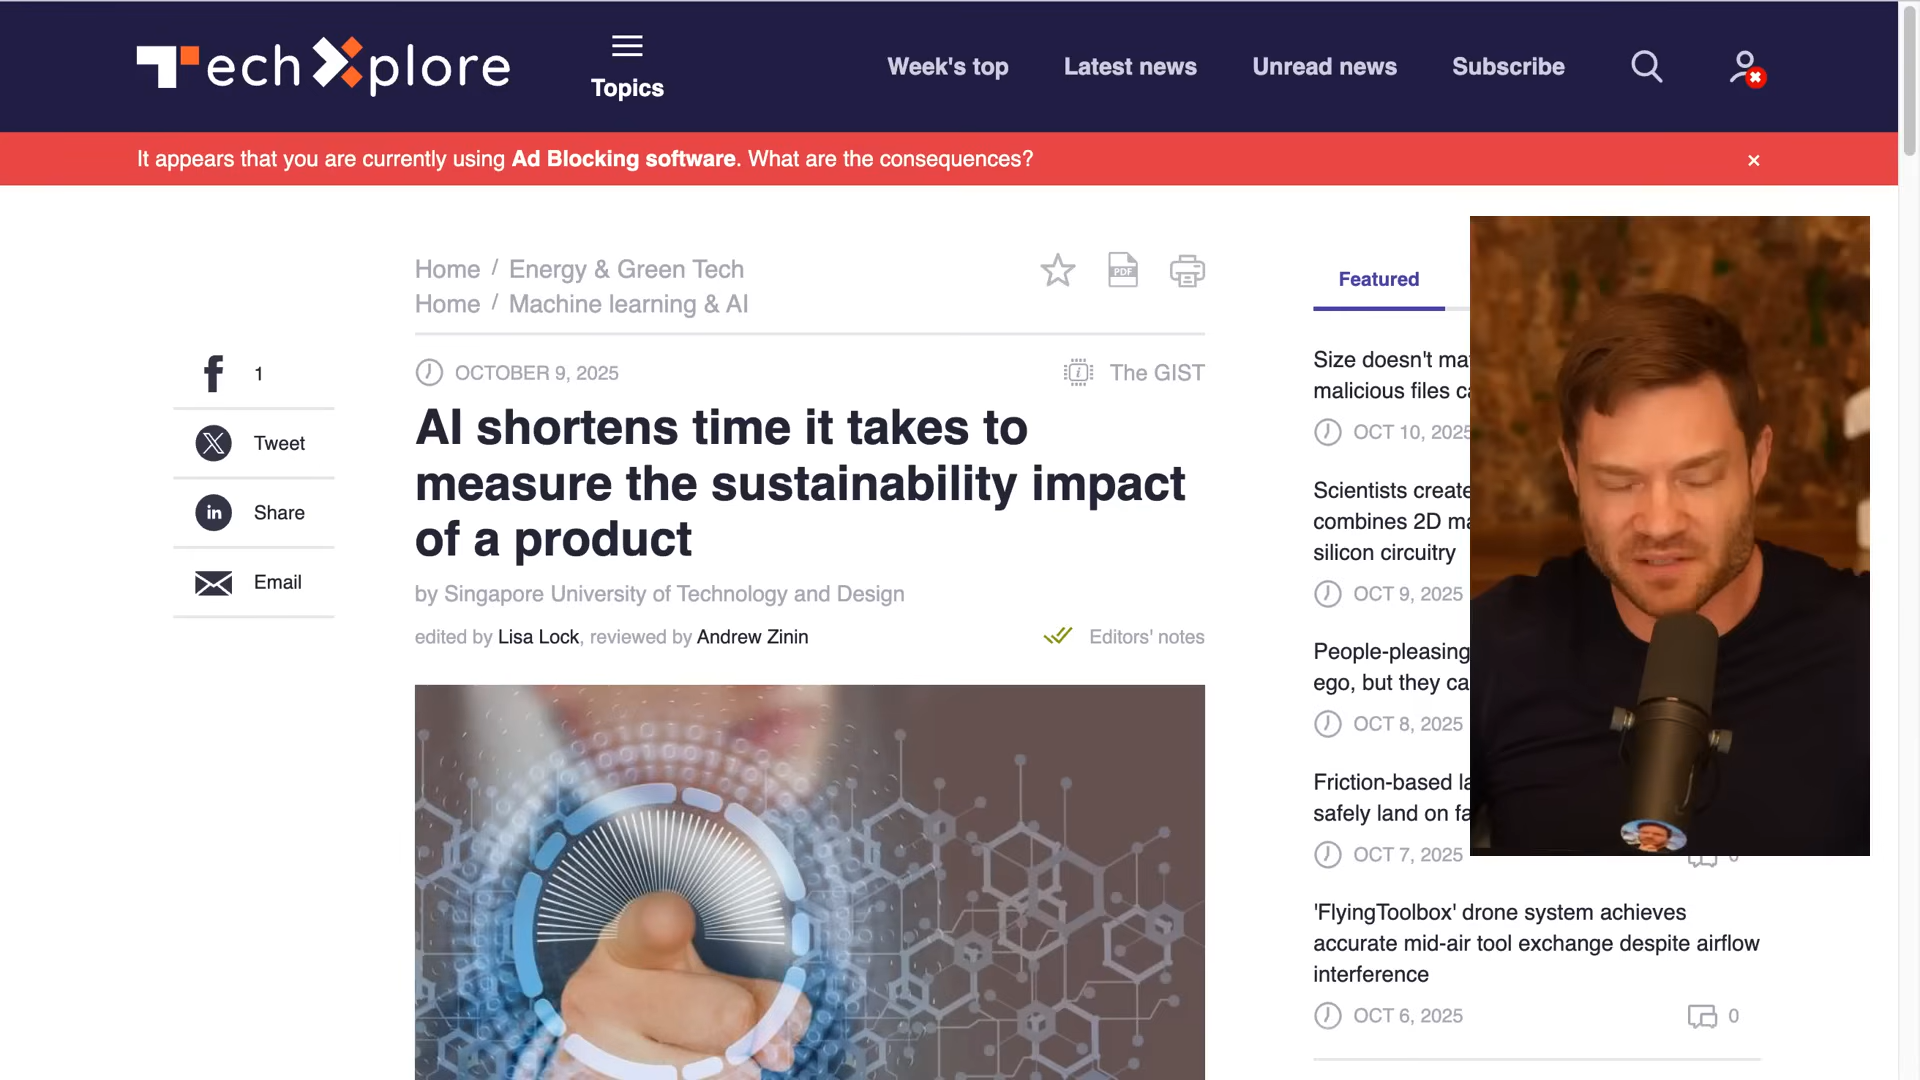 TechXplore
Topics
Week's top
Latest news
Unread news
Subscribe
It appears that you are currently using Ad Blocking software. What are the consequences?
Home / Energy & Green Tech
Home / Machine learning & AI
PDF
1
Tweet
in
Share
Email
OCTOBER 9, 2025
The GIST
AI shortens time it takes to
measure the sustainability impact
of a product
by Singapore University of Technology and Design
edited by Lisa Lock, reviewed by Andrew Zinin
Editors' notes
Featured
Size doesn't ma
malicious files
OCT 10, 2025
Scientists create
combines 2D ma
silicon circuitry
OCT 9, 2025
People-pleasing
ego, but they ca
OCT 8, 2025
Friction-based la
safely land on fa
OCT 7, 2025
'FlyingToolbox' drone system achieves
accurate mid-air tool exchange despite airflow
interference
OCT 6, 2025
0